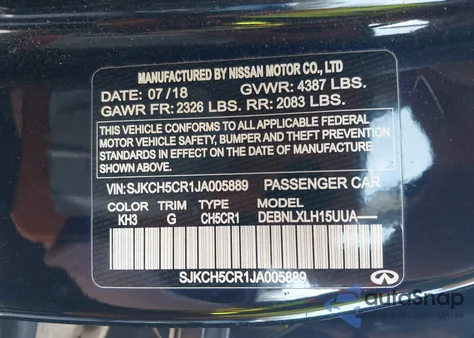 MANUFACTURED BY NISSAN MOTOR CO., LTD
DATE: 07/18 GVWR: 4387 LBS.
GAWR FR: 2326 LBS. RR: 2083 LBS.
THIS VEHICLE CONFORMS TO ALL APPLICABLE FEDERAL
MOTOR VEHICLE SAFETY, BUMPER AND THEFT PREVENTION
STANDARDS IN EFFECT ON THE DATE OF MANUFACTURE
SHOWN ABOVE.
VIN:SJKCH5CR1JA005889 PASSENGER CAR
COLOR TRIM TYPE MODEL
KH3 G CH5CR1 DEBNLXLH15UUA
SJKCH5CR1JA005889
autoSnap